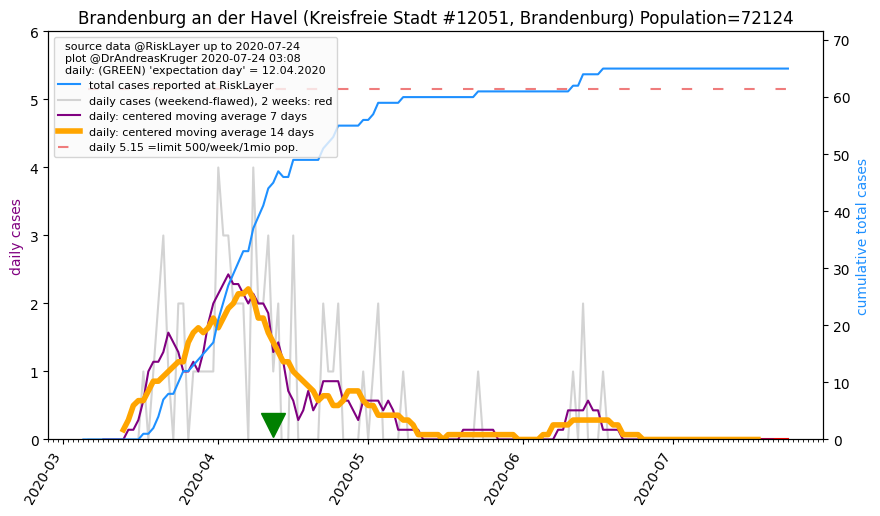 Brandenburg an der Havel (Kreisfreie Stadt #12051, Brandenburg) Population=72124
source data @RiskLayer up to 2020-07-24
plot @DrAndreasKruger 2020-07-24 03:08
daily: (GREEN) 'expectation day' = 12.04.2020
total cases reported at RiskLayer
daily cases (weekend-flawed), 2 weeks: red
daily: centered moving average 7 days
daily: centered moving average 14 days
daily 5.15 =limit 500/week/1mio pop.
daily cases
6
5
4
3
2
1
0
cumulative total cases
70
60
50
40
30
20
10
0
2020-03
2020-04
2020-05
2020-06
2020-07